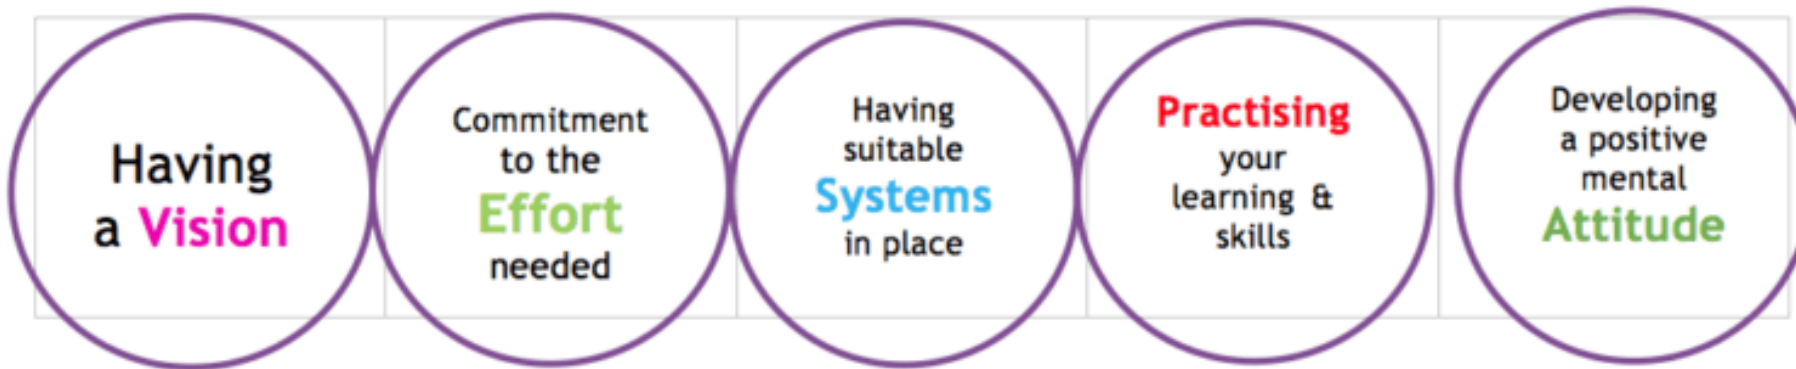 Having
a Vision
Commitment
to the
Effort
needed
Having
suitable
Systems
in place
Practising
your
learning &
skills
Developing
a positive
mental
Attitude